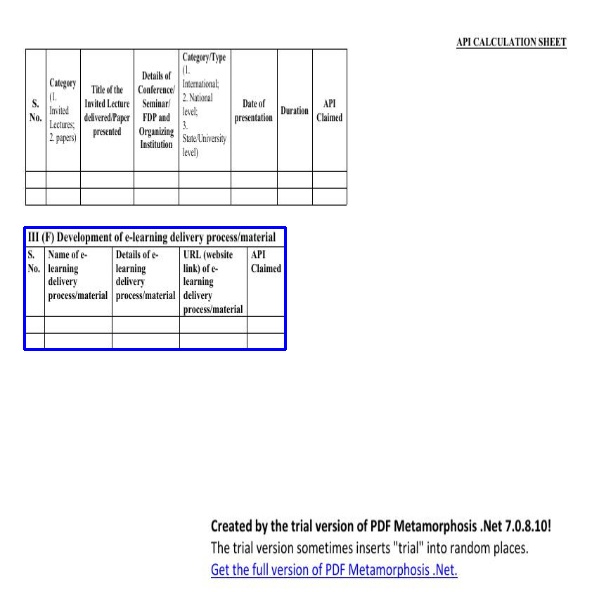 API CALCULATION SHEET
S. No.
Category (1. Invited Lectures; 2. papers)
Title of the Invited Lecture delivered/Paper presented
Details of Conference/ Seminar/ FDP and Organizing Institution
Category/Type (1. International; 2. National level; 3. State/University level)
Date of presentation
Duration
API Claimed
III (F) Development of e-learning delivery process/material
S. No.
Name of e-learning delivery process/material
Details of e-learning delivery process/material
URL (website link) of e-learning delivery process/material
API Claimed
Created by the trial version of PDF Metamorphosis .Net 7.0.8.10!
The trial version sometimes inserts "trial" into random places.
Get the full version of PDF Metamorphosis .Net.